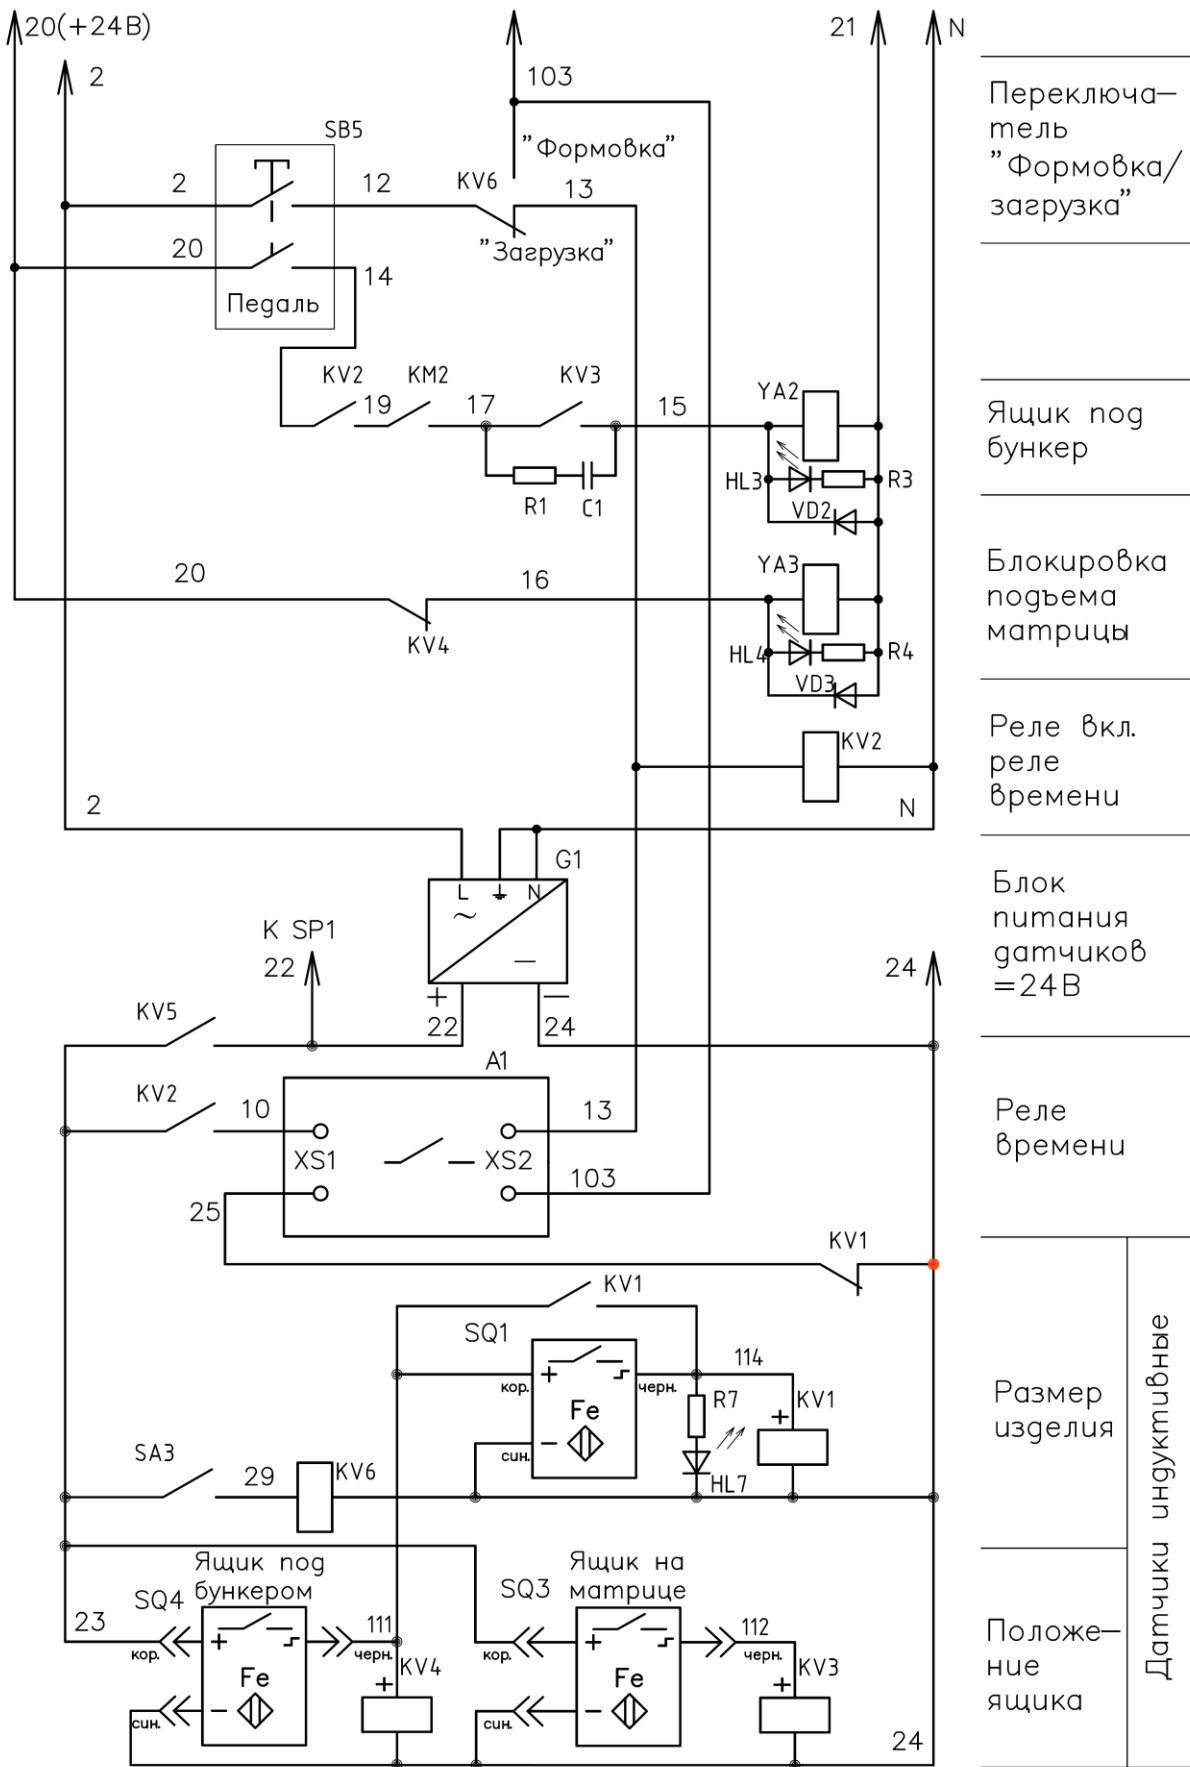 20(+24В)
2
103
21
N
Переключа–
тель
"Формовка/
загрузка"
SB5
"Формовка"
2
12
KV6
13
"Загрузка"
20
14
Педаль
KV2
19
KM2
17
KV3
15
YA2
R1
C1
HL3
R3
VD2
Ящик под
бункер
20
16
KV4
YA3
HL4
R4
VD3
Блокировка
подъема
матрицы
KV2
Реле вкл.
реле
времени
2
N
G1
L
N
~
—
+
—
Блок
питания
датчиков
=24В
К SP1
22
22
24
24
KV5
A1
KV2
10
XS1
XS2
13
103
25
Реле
времени
KV1
KV1
SQ1
кор.
+
черн.
114
Fe
R7
+
KV1
син.
–
HL7
Размер
изделия
SA3
29
KV6
Датчики индуктивные
Ящик под
бункером
SQ4
23
кор.
+
111
черн.
Fe
+
KV4
син.
–
Ящик на
матрице
SQ3
кор.
+
112
черн.
Fe
+
KV3
син.
–
24
Положе–
ние
ящика